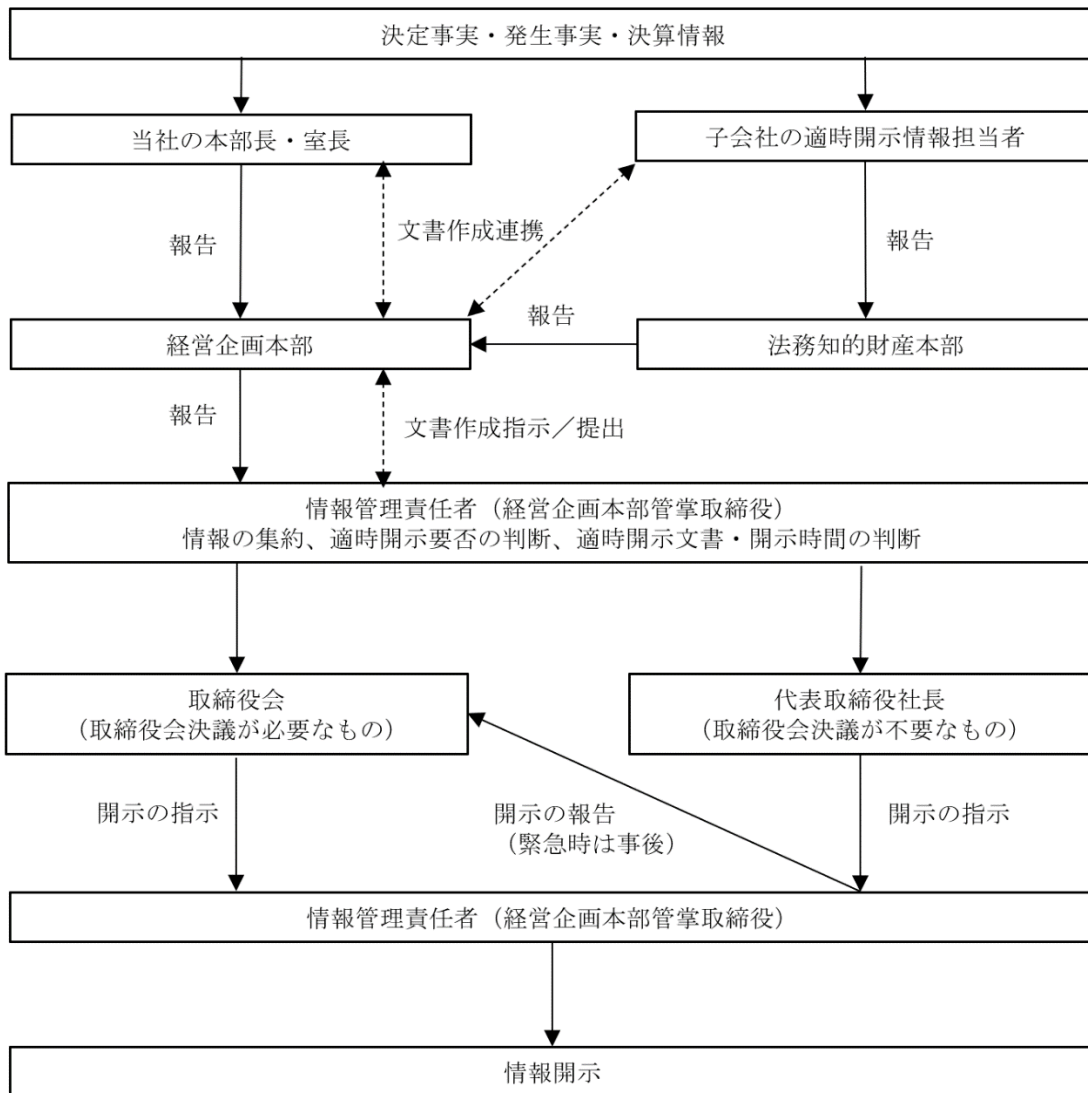 決定事実・発生事実・決算情報
当社の本部長・室長
子会社の適時開示情報担当者
文書作成連携
報告
報告
報告
経営企画本部
法務知的財産本部
報告
文書作成指示／提出
情報管理責任者（経営企画本部管掌取締役）
情報の集約、適時開示要否の判断、適時開示文書・開示時間の判断
取締役会
（取締役会決議が必要なもの）
代表取締役社長
（取締役会決議が不要なもの）
開示の指示
開示の報告
（緊急時は事後）
開示の指示
情報管理責任者（経営企画本部管掌取締役）
情報開示